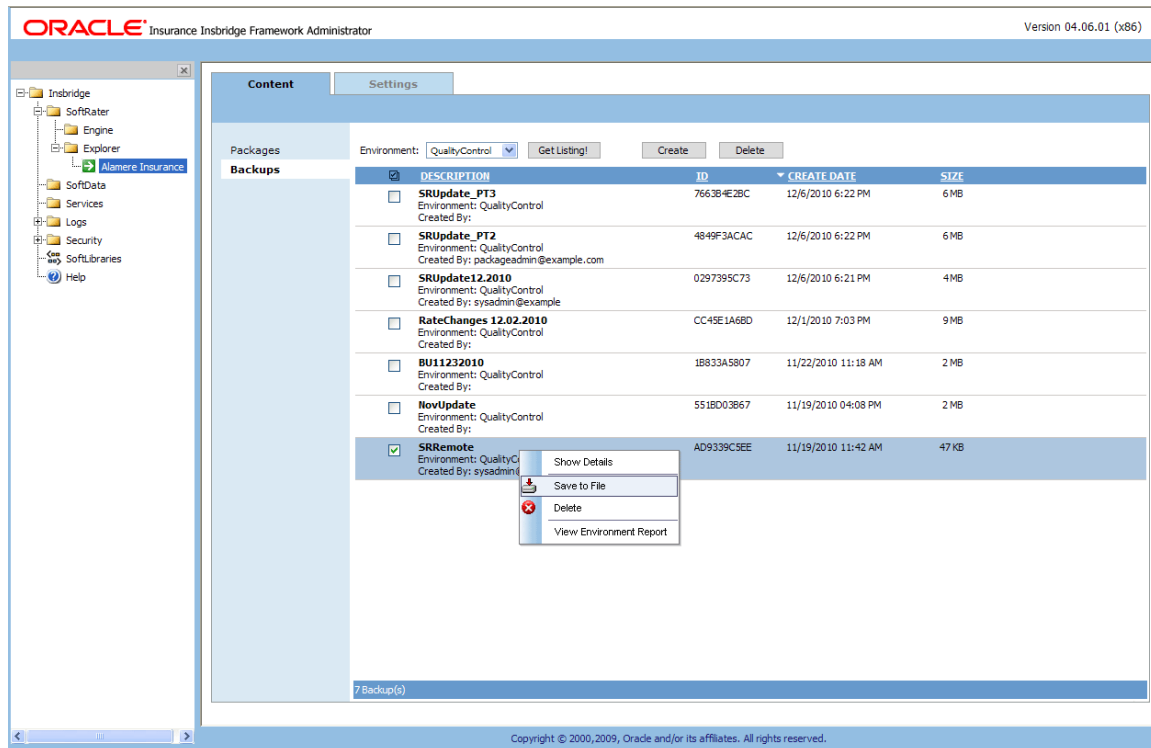 ORACLE® Insurance Insbridge Framework Administrator
Version 04.06.01 (x86)
Insbridge
SoftRater
Engine
Explorer
Alamere Insurance
SoftData
Services
Logs
Security
SoftLibraries
Help
Content
Settings
Packages
Backups
Environment: QualityControl Get Listing! Create Delete
DESCRIPTION ID CREATE DATE SIZE
SRUpdate_PT3 7663B4E2BC 12/6/2010 6:22 PM 6 MB
Environment: QualityControl
Created By:
SRUpdate_PT2 4849F3ACAC 12/6/2010 6:22 PM 6 MB
Environment: QualityControl
Created By: packageadmin@example.com
SRUpdate12.2010 0297395C73 12/6/2010 6:21 PM 4 MB
Environment: QualityControl
Created By: sysadmin@example
RateChanges 12.02.2010 CC45E1A6BD 12/1/2010 7:03 PM 9 MB
Environment: QualityControl
Created By:
BU11232010 1B833A5807 11/22/2010 11:18 AM 2 MB
Environment: QualityControl
Created By:
NovUpdate 551BD03B67 11/19/2010 04:08 PM 2 MB
Environment: QualityControl
Created By:
SRRemote AD9339C5EE 11/19/2010 11:42 AM 47 KB
Environment: QualityC
Created By: sysadmin@
Show Details
Save to File
Delete
View Environment Report
7 Backup(s)
Copyright © 2000,2009, Oracle and/or its affiliates. All rights reserved.